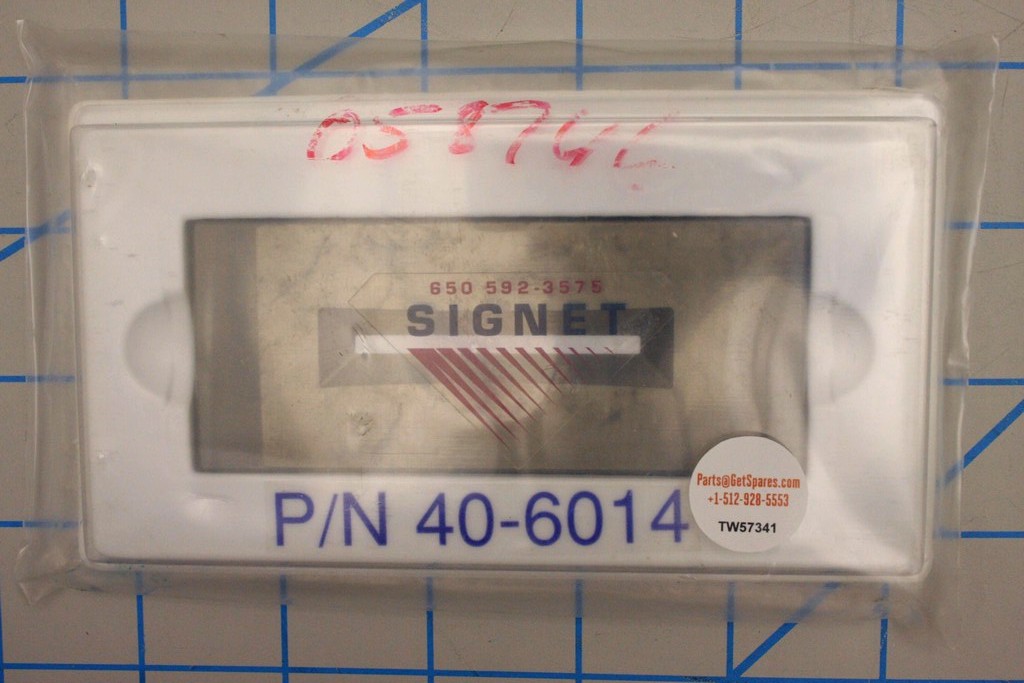 650 592-3575
SIGNET
P/N 40-6014
Parts@GetSpares.com
+1-512-928-5553
TW57341